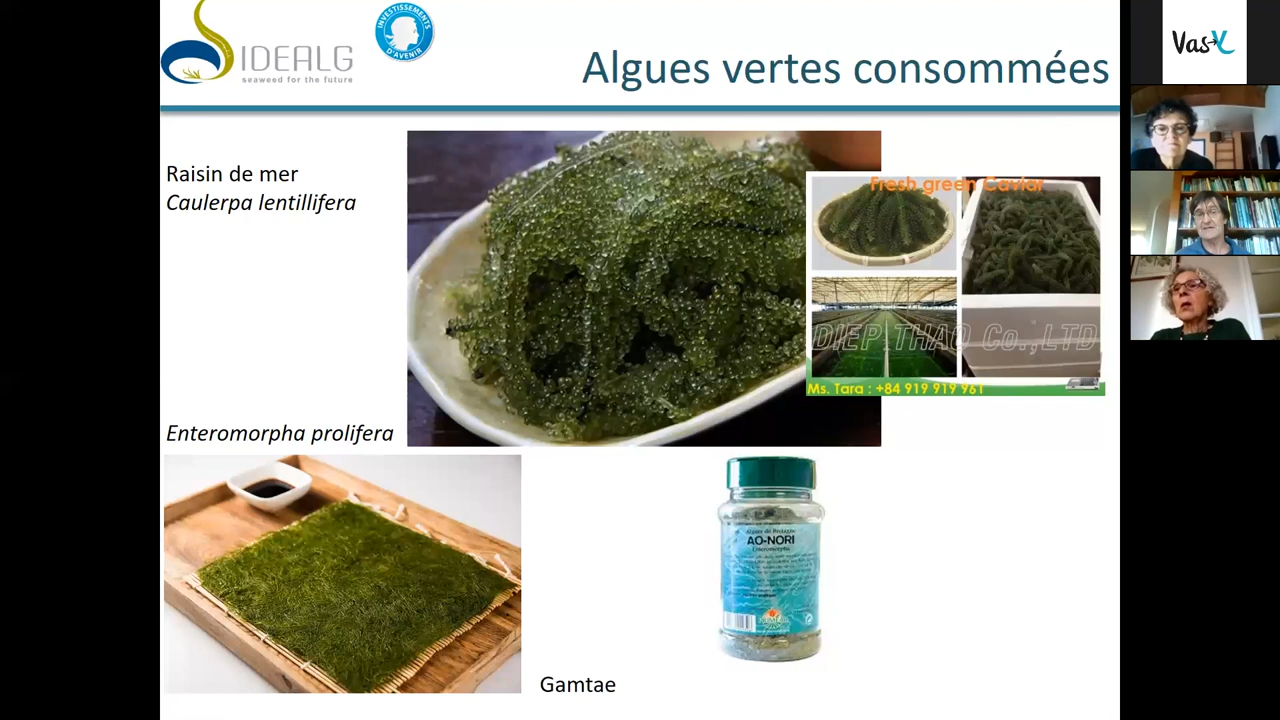 IDEALG
seaweed for the future
INVESTISSEMENTS
D'AVENIR
Algues vertes consommées
Vas-Y
Raisin de mer
Caulerpa lentillifera
Fresh green Caviar
DIEP THAO Co.,LTD
Ms. Tara : +84 919 919 961
Enteromorpha prolifera
AO-NORI
Enteromorpha
Gamtae